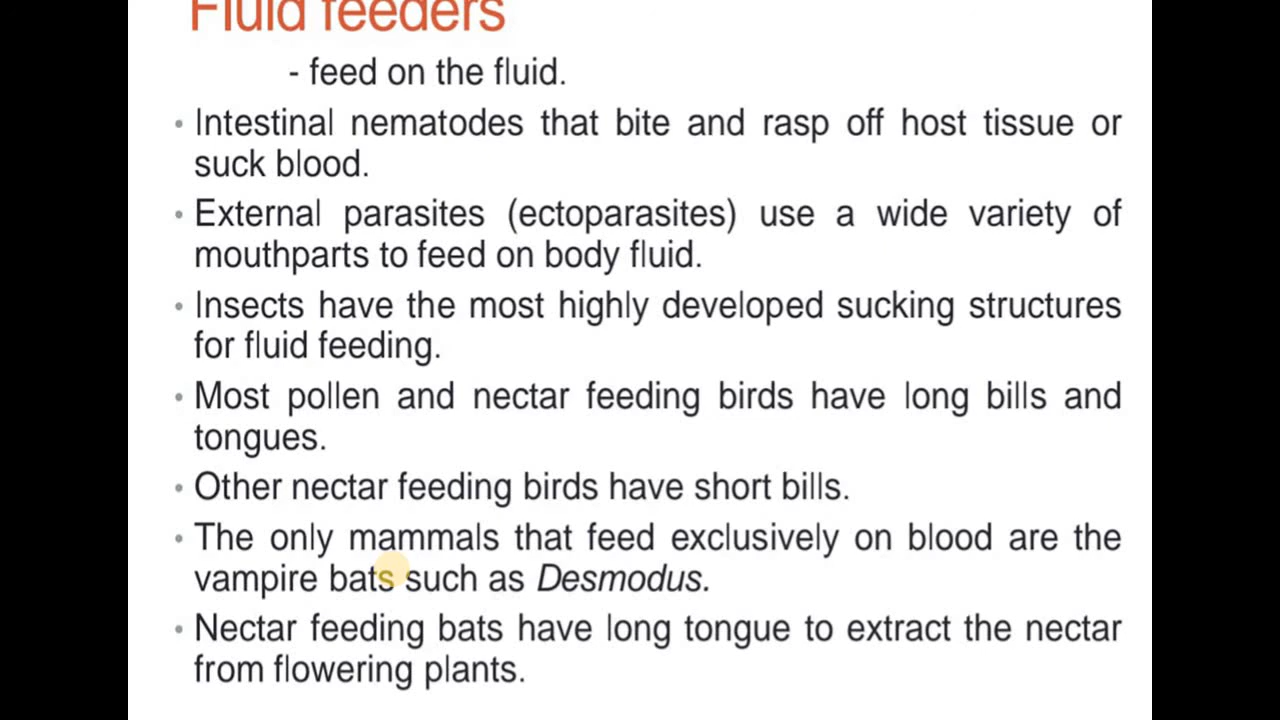 Fluid feeders
- feed on the fluid.
• Intestinal nematodes that bite and rasp off host tissue or
suck blood.
• External parasites (ectoparasites) use a wide variety of
mouthparts to feed on body fluid.
• Insects have the most highly developed sucking structures
for fluid feeding.
• Most pollen and nectar feeding birds have long bills and
tongues.
• Other nectar feeding birds have short bills.
• The only mammals that feed exclusively on blood are the
vampire bats such as Desmodus.
• Nectar feeding bats have long tongue to extract the nectar
from flowering plants.